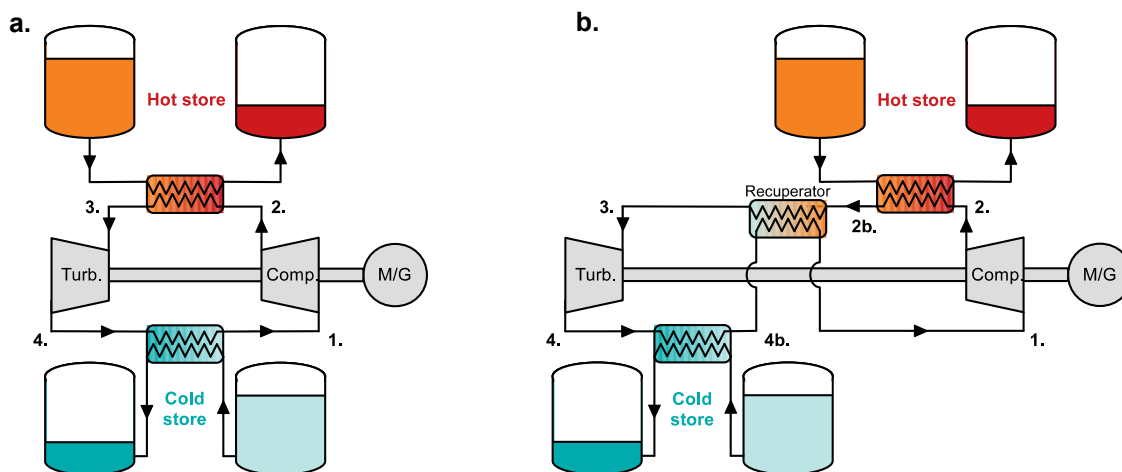 a.
Hot store
3.
2.
Turb.
Comp.
M/G
4.
1.
Cold
store
b.
Hot store
Recuperator
3.
2b.
2.
Turb.
Comp.
M/G
4.
4b.
1.
Cold
store